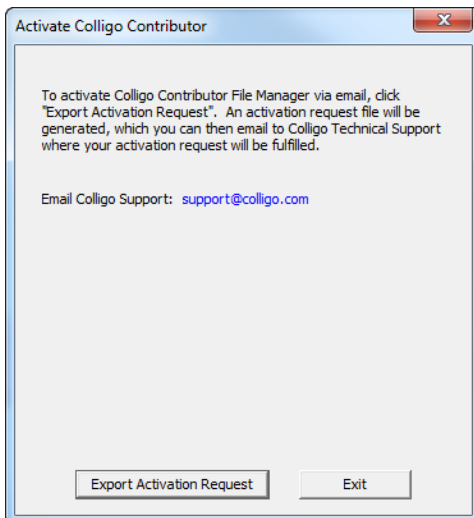 Activate Colligo Contributor
To activate Colligo Contributor File Manager via email, click
"Export Activation Request".  An activation request file will be
generated, which you can then email to Colligo Technical Support
where your activation request will be fulfilled.
Email Colligo Support:  support@colligo.com
Export Activation Request
Exit